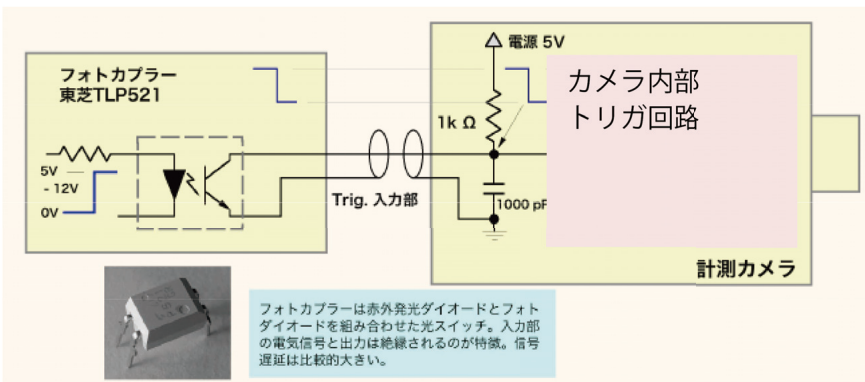 フォトカプラー
東芝TLP521
5V
- 12V
0V
Trig. 入力部
電源 5V
1k Ω
1000 pF
カメラ内部
トリガ回路
計測カメラ
フォトカプラーは赤外発光ダイオードとフォト
ダイオードを組み合わせた光スイッチ。入力部
の電気信号と出力は絶縁されるのが特徴。信号
遅延は比較的大きい。